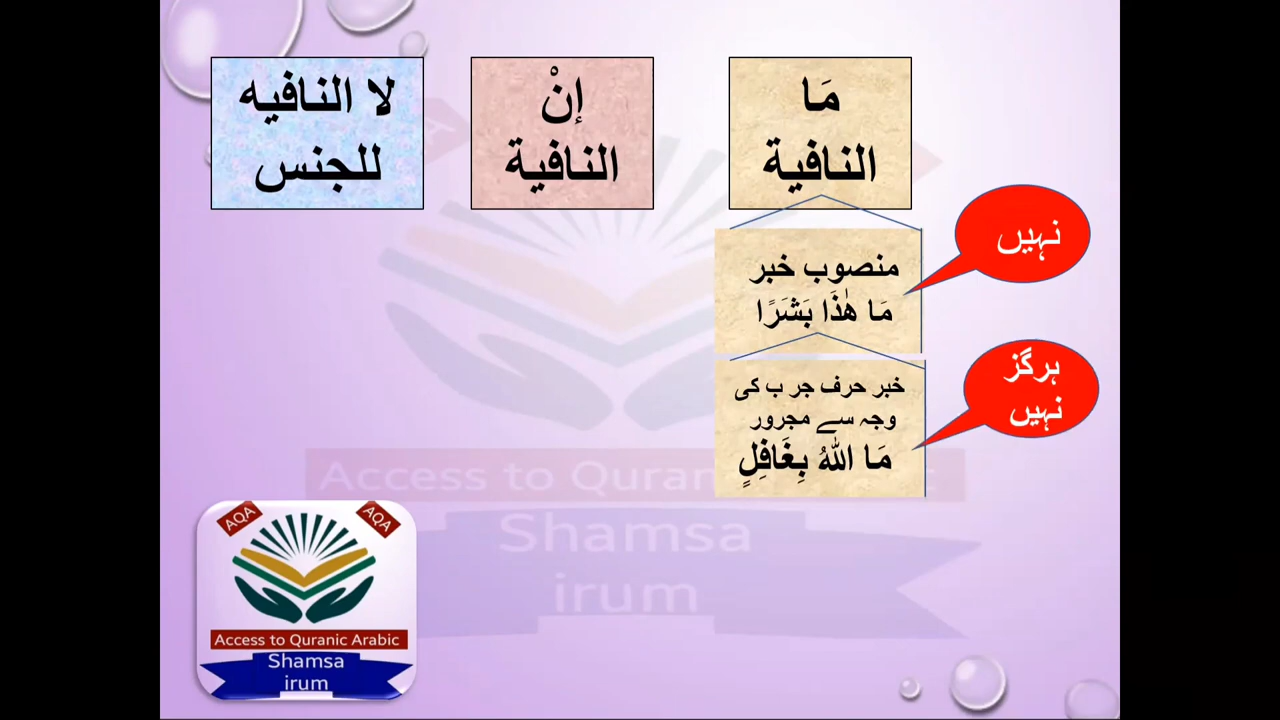 مَا
النافية
إنْ
النافية
لا النافيه
للجنس
نہیں
منصوب خبر
مَا هٰذَا بَشَرًا
ہرگز
نہیں
خبر حرف جر ب کی
وجہ سے مجرور
مَا اللهُ بِغَافِلٍ
Access to Quranic Arabic
Shamsa
irum
AQA
AQA
Access to Quranic Arabic
Shamsa
irum